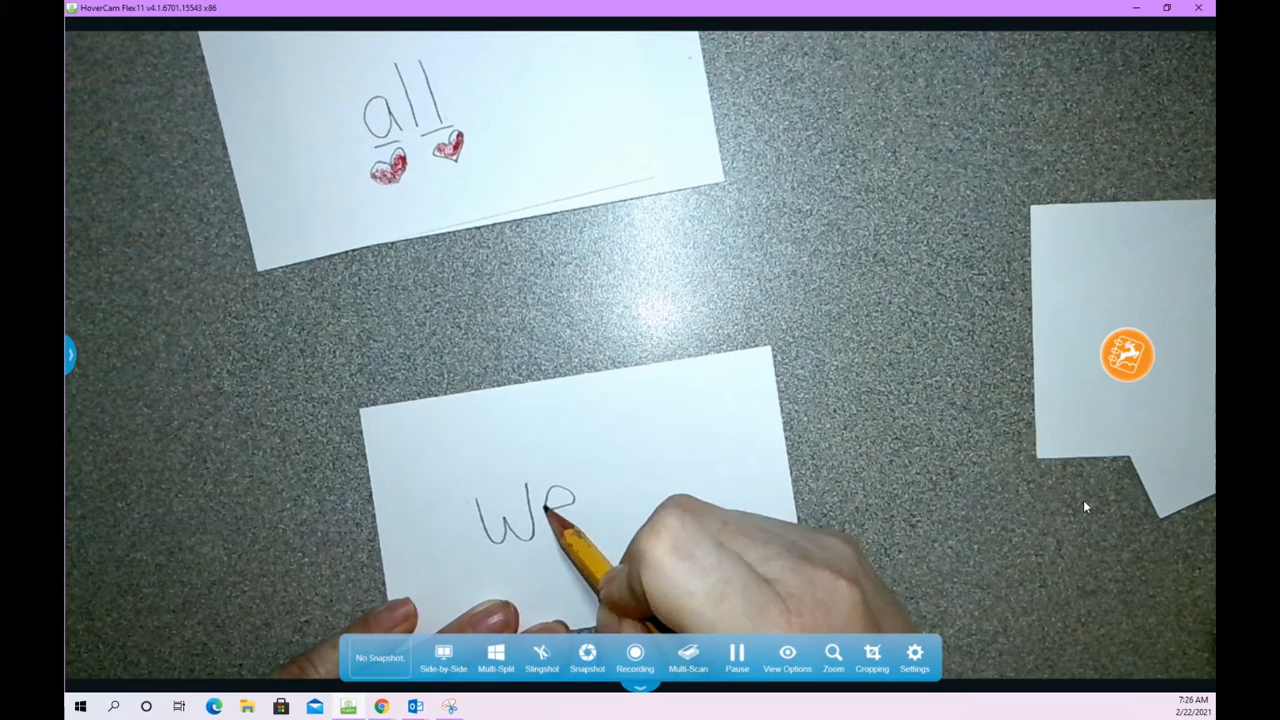 HoverCam Flex11 v4.1.6701.15543 x86
all
we
No Snapshot.
Side-by-Side
Multi-Split
Slingshot
Snapshot
Recording
Multi-Scan
Pause
View Options
Zoom
Cropping
Settings
7:26 AM
2/22/2021